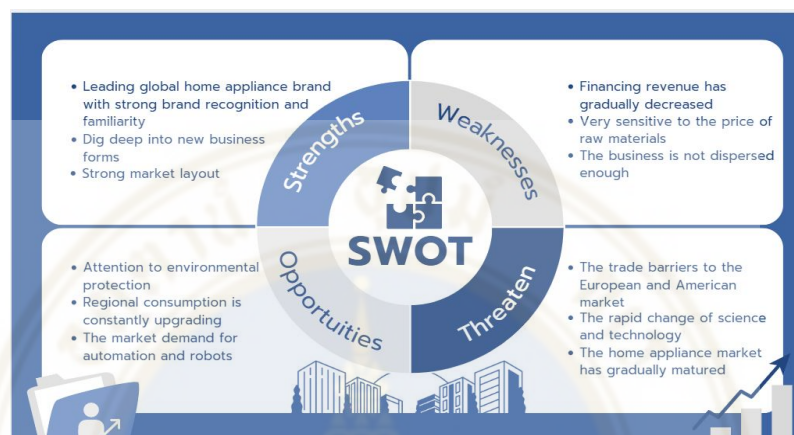 • Leading global home appliance brand
with strong brand recognition and
familiarity
• Dig deep into new business
forms
• Strong market layout
Strengths
Weaknesses
• Financing revenue has
gradually decreased
• Very sensitive to the price of
raw materials
• The business is not dispersed
enough
SWOT
• Attention to environmental
protection
• Regional consumption is
constantly upgrading
• The market demand for
automation and robots
Opportuities
Threaten
• The trade barriers to the
European and American
market
• The rapid change of science
and technology
• The home appliance market
has gradually matured